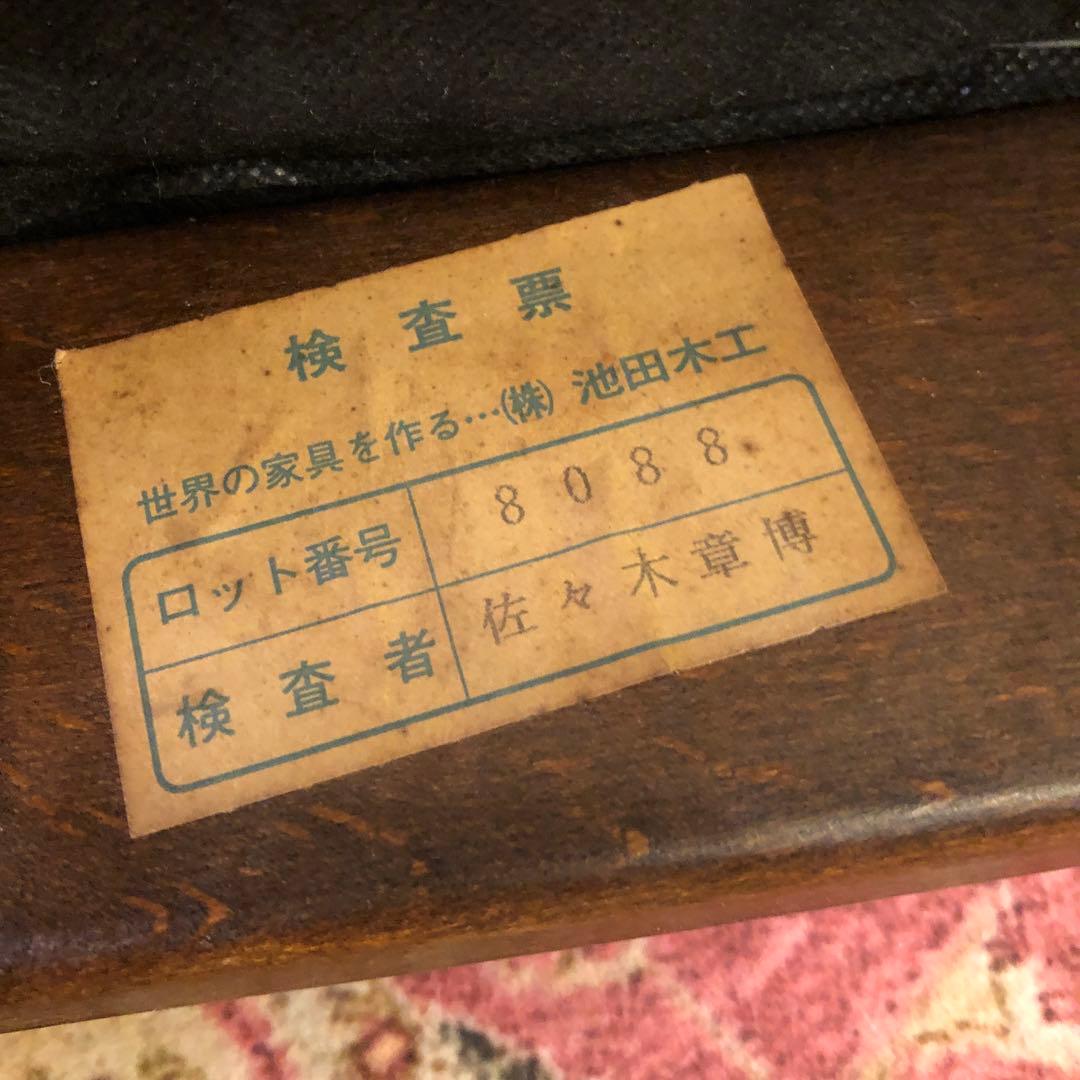 検査票
世界の家具を作る…㈱池田木工
ロット番号 8088
検査者 佐々木章博